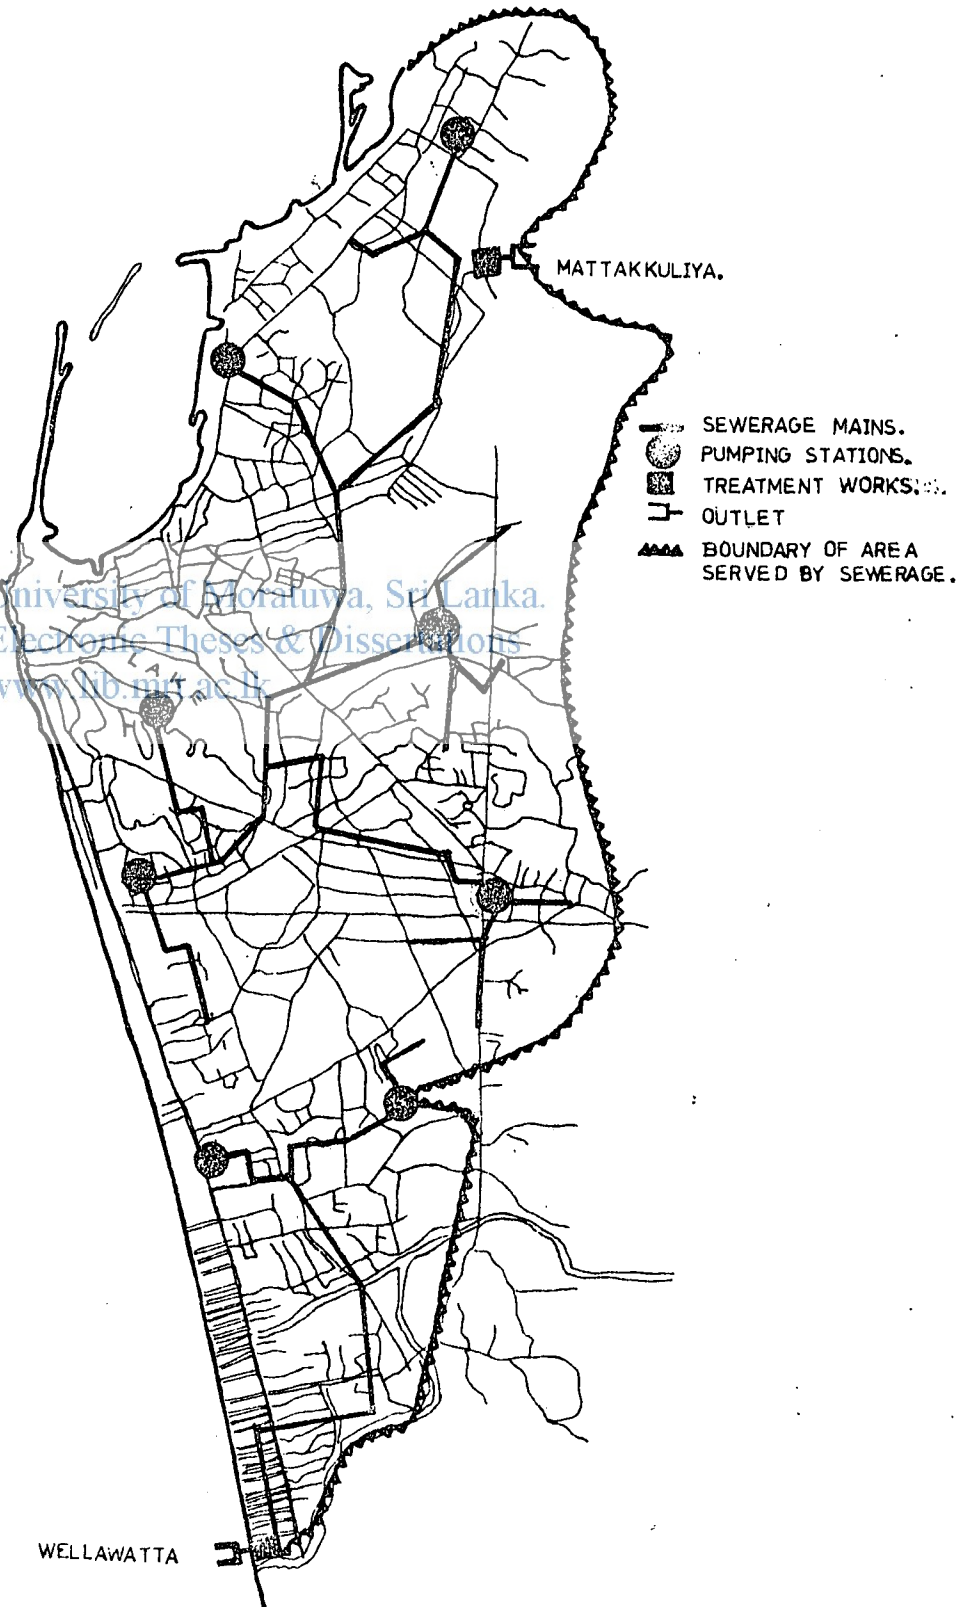 MATTAKKULIYA.
SEWERAGE MAINS.
PUMPING STATIONS.
TREATMENT WORKS.
OUTLET
BOUNDARY OF AREA
SERVED BY SEWERAGE.
University of Moratuwa, Sri Lanka.
Electronic Theses & Dissertations
www.lib.mrt.ac.lk
LAKE
WELLAWATTA